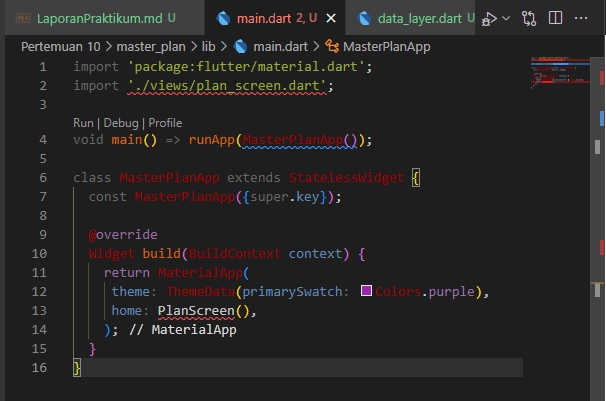 LaporanPraktikum.md U main.dart 2, U data_layer.dart U
Pertemuan 10 > master_plan > lib > main.dart > MasterPlanApp
1 import 'package:flutter/material.dart';
2 import './views/plan_screen.dart';
3
Run | Debug | Profile
4 void main() => runApp(MasterPlanApp());
5
6 class MasterPlanApp extends StatelessWidget {
7 const MasterPlanApp({super.key});
8
9 @override
10 Widget build(BuildContext context) {
11 return MaterialApp(
12 theme: ThemeData(primarySwatch: Colors.purple),
13 home: PlanScreen(),
14 ); // MaterialApp
15 }
16 }